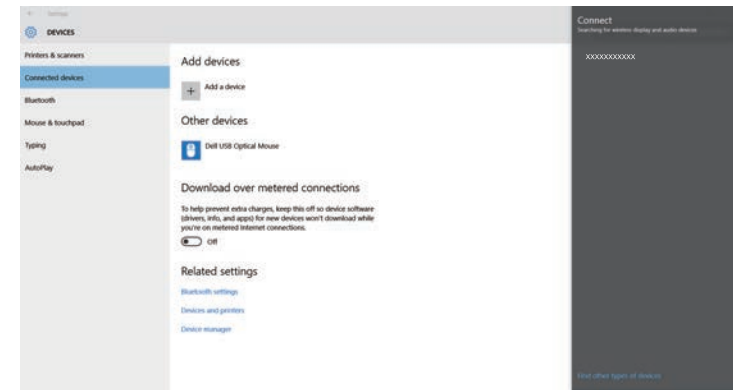 Settings
DEVICES
Printers & scanners
Connected devices
Bluetooth
Mouse & touchpad
Typing
AutoPlay
Add devices
Add a device
Other devices
Dell USB Optical Mouse
Download over metered connections
To help prevent extra charges, keep this off so device software
(drivers, info, and apps) for new devices won't download while
you're on metered Internet connections.
Off
Related settings
Bluetooth settings
Devices and printers
Device manager
Connect
Searching for wireless display and audio devices
xxxxxxxxxxx
Find other types of devices